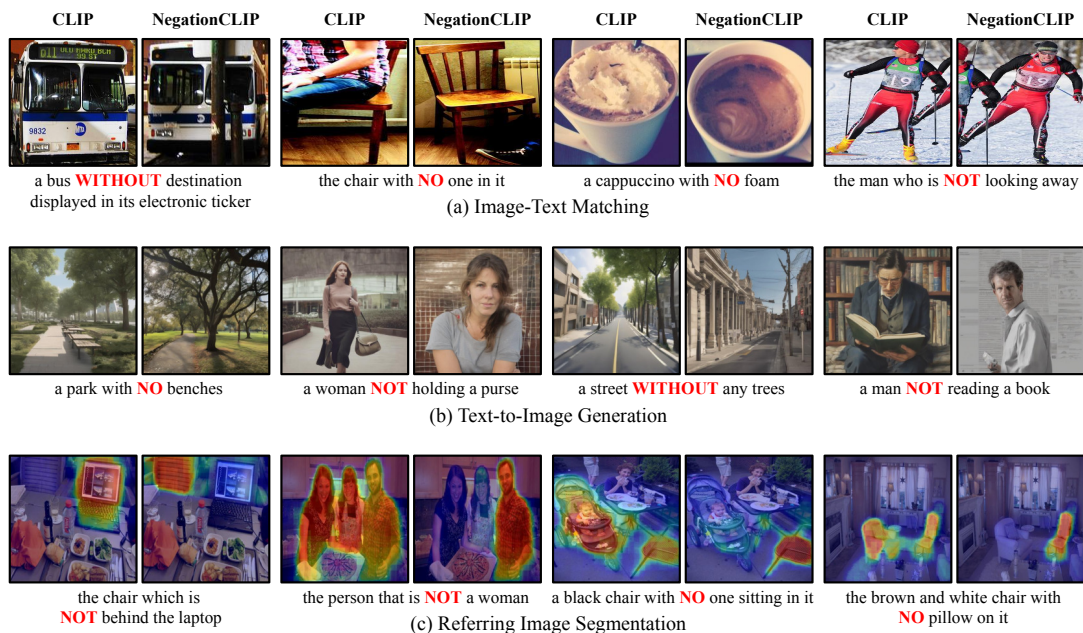 CLIP NegationCLIP CLIP NegationCLIP CLIP NegationCLIP CLIP NegationCLIP
9832
19
a bus WITHOUT destination
displayed in its electronic ticker
the chair with NO one in it
a cappuccino with NO foam
the man who is NOT looking away
(a) Image-Text Matching
a park with NO benches
a woman NOT holding a purse
a street WITHOUT any trees
a man NOT reading a book
(b) Text-to-Image Generation
the chair which is
NOT behind the laptop
the person that is NOT a woman
a black chair with NO one sitting in it
the brown and white chair with
NO pillow on it
(c) Referring Image Segmentation